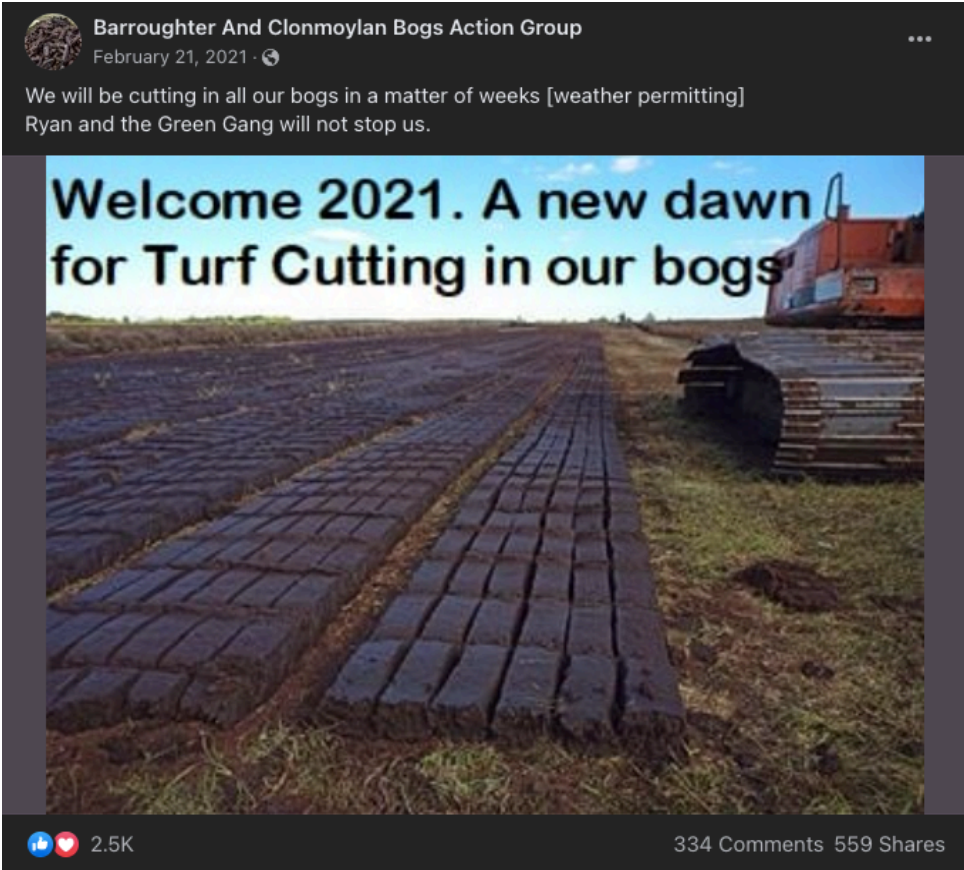 Barroughter And Clonmoylan Bogs Action Group
February 21, 2021 ·
We will be cutting in all our bogs in a matter of weeks [weather permitting]
Ryan and the Green Gang will not stop us.
Welcome 2021. A new dawn
for Turf Cutting in our bogs
2.5K
334 Comments 559 Shares